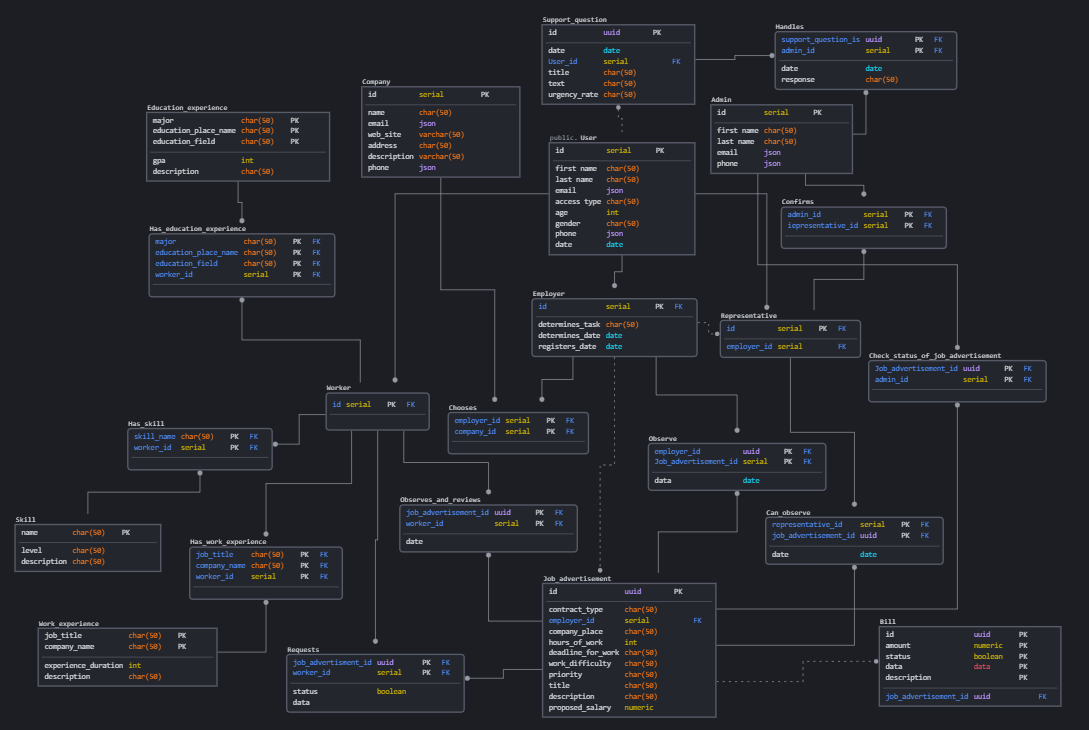 Support_question
id uuid PK
date date
User_id serial FK
title char(50)
text char(50)
urgency_rate char(50)
Handles
support_question_is uuid PK FK
admin_id serial PK FK
date date
response char(50)
Company
id serial PK
name char(50)
email json
web_site varchar(50)
address char(50)
description varchar(50)
phone json
Education_experience
major char(50) PK
education_place_name char(50) PK
education_field char(50) PK
gpa int
description char(50)
Admin
id serial PK
first name char(50)
last name char(50)
email json
phone json
public. User
id serial PK
first name char(50)
last name char(50)
email json
access type char(50)
age int
gender char(50)
phone json
date date
Confirms
admin_id serial PK FK
iepresentative_id serial PK FK
Has_education_experience
major char(50) PK FK
education_place_name char(50) PK FK
education_field char(50) PK FK
worker_id serial PK FK
Employer
id serial PK FK
determines_task char(50)
determines_date date
registers_date date
Representative
id serial PK FK
employer_id serial FK
Check_status_of_job_advertisement
Job_advertisement_id uuid PK FK
admin_id serial PK FK
Worker
id serial PK FK
Chooses
employer_id serial PK FK
company_id serial PK FK
Has_skill
skill_name char(50) PK FK
worker_id serial PK FK
Observe
employer_id uuid PK FK
Job_advertisement_id serial PK FK
data date
Observes_and_reviews
job_advertisement_id uuid PK FK
worker_id serial PK FK
date
Can_observe
representative_id serial PK FK
job_advertisement_id uuid PK FK
date date
Skill
name char(50) PK
level char(50)
description char(50)
Has_work_experience
job_title char(50) PK FK
company_name char(50) PK FK
worker_id serial PK FK
Job_advertisement
id uuid PK
contract_type char(50)
employer_id serial FK
company_place char(50)
hours_of_work int
deadline_for_work char(50)
work_difficulty char(50)
priority char(50)
title char(50)
description char(50)
proposed_salary numeric
Work_experience
job_title char(50) PK
company_name char(50) PK
experience_duration int
description char(50)
Bill
id uuid PK
amount numeric PK
status boolean PK
data data PK
description PK
job_advertisement_id uuid FK
Requests
job_advertisment_id uuid PK FK
worker_id serial PK FK
status boolean
data